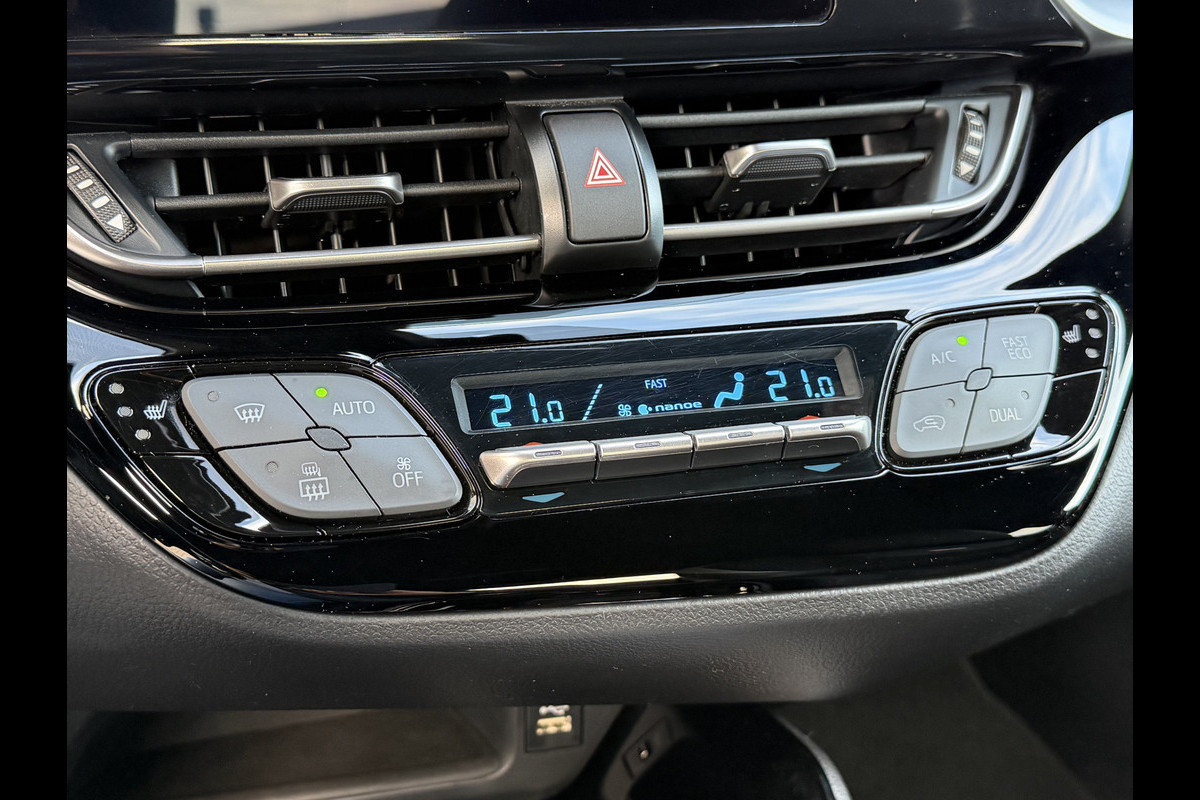 AUTO
OFF
FAST
21.0
nanoe
21.0
A/C
FAST
ECO
DUAL